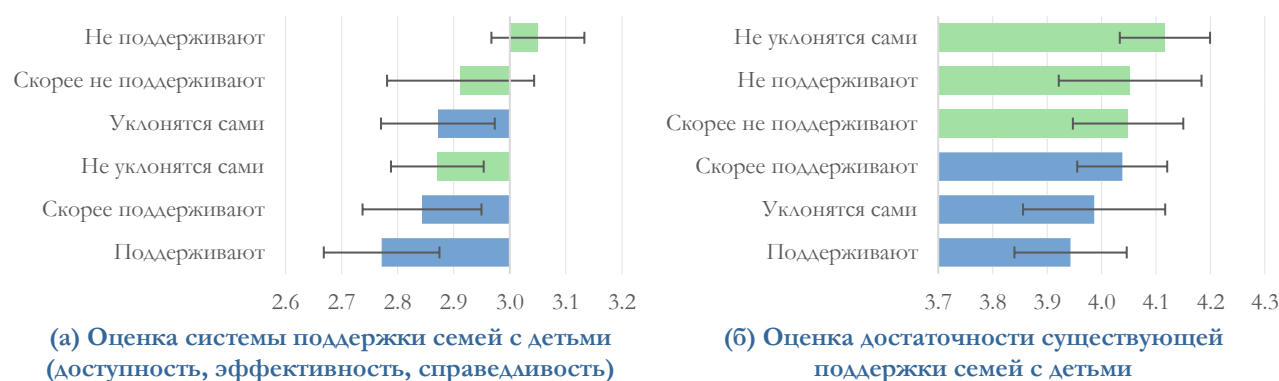 Не поддерживают
Скорее не поддерживают
Уклонятся сами
Не уклонятся сами
Скорее поддерживают
Поддерживают
2.6 2.7 2.8 2.9 3.0 3.1 3.2
(а) Оценка системы поддержки семей с детьми
(доступность, эффективность, справедливость)
Не уклонятся сами
Не поддерживают
Скорее не поддерживают
Скорее поддерживают
Уклонятся сами
Поддерживают
3.7 3.8 3.9 4.0 4.1 4.2 4.3
(б) Оценка достаточности существующей
поддержки семей с детьми